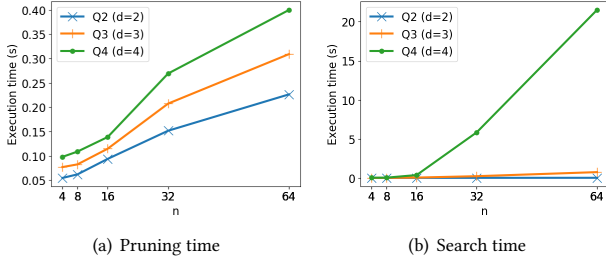 0.40
0.35
0.30
0.25
0.20
0.15
0.10
0.05
Execution time (s)
Q2 (d=2)
Q3 (d=3)
Q4 (d=4)
4 8 16 32 64
n
(a) Pruning time
20
15
10
5
0
Execution time (s)
Q2 (d=2)
Q3 (d=3)
Q4 (d=4)
4 8 16 32 64
n
(b) Search time